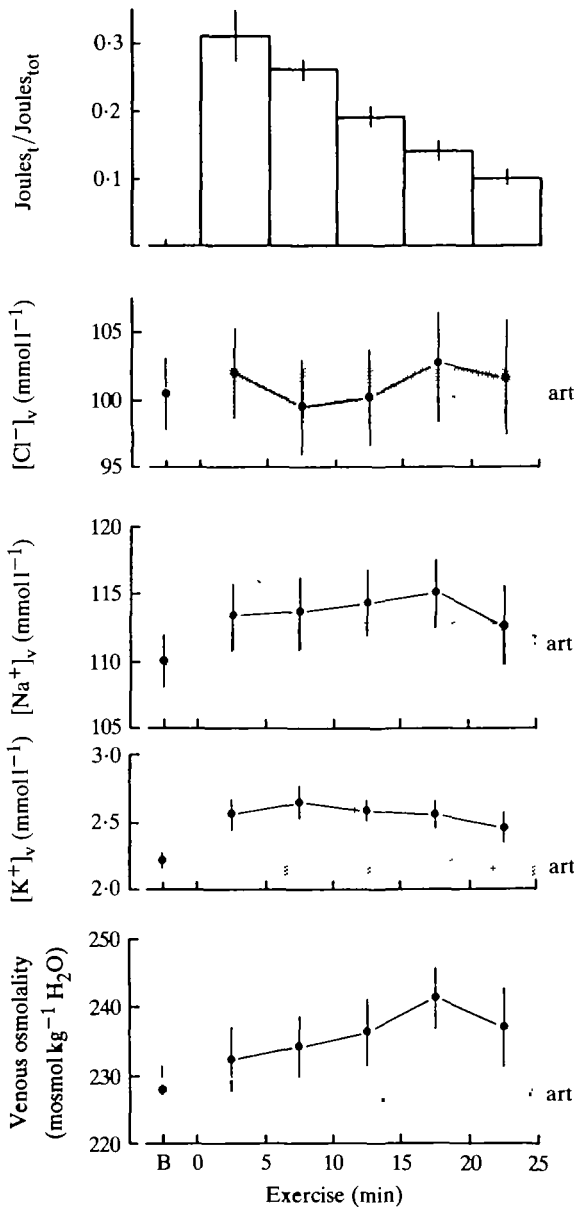 Joules_t/Joules_tot
0·3
0·2
0·1
[Cl⁻]_v (mmol l⁻¹)
105
100
95
art
[Na⁺]_v (mmol l⁻¹)
120
115
110
105
art
[K⁺]_v (mmol l⁻¹)
3·0
2·5
2·0
art
Venous osmolality
(mosmol kg⁻¹ H₂O)
250
240
230
220
art
B 0 5 10 15 20 25
Exercise (min)